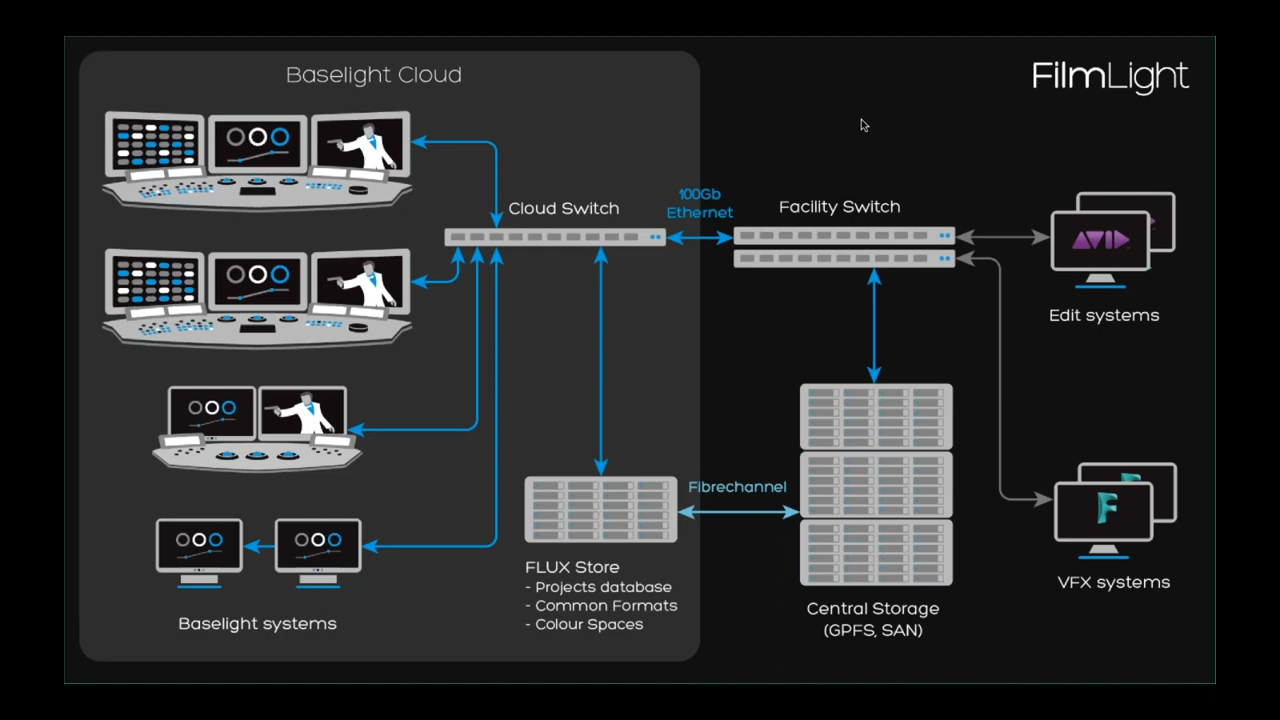 Baselight Cloud
FilmLight
100Gb
Ethernet
Cloud Switch
Facility Switch
AVID
Edit systems
Fibrechannel
F
F
FLUX Store
- Projects database
- Common Formats
- Colour Spaces
VFX systems
Central Storage
(GPFS, SAN)
Baselight systems